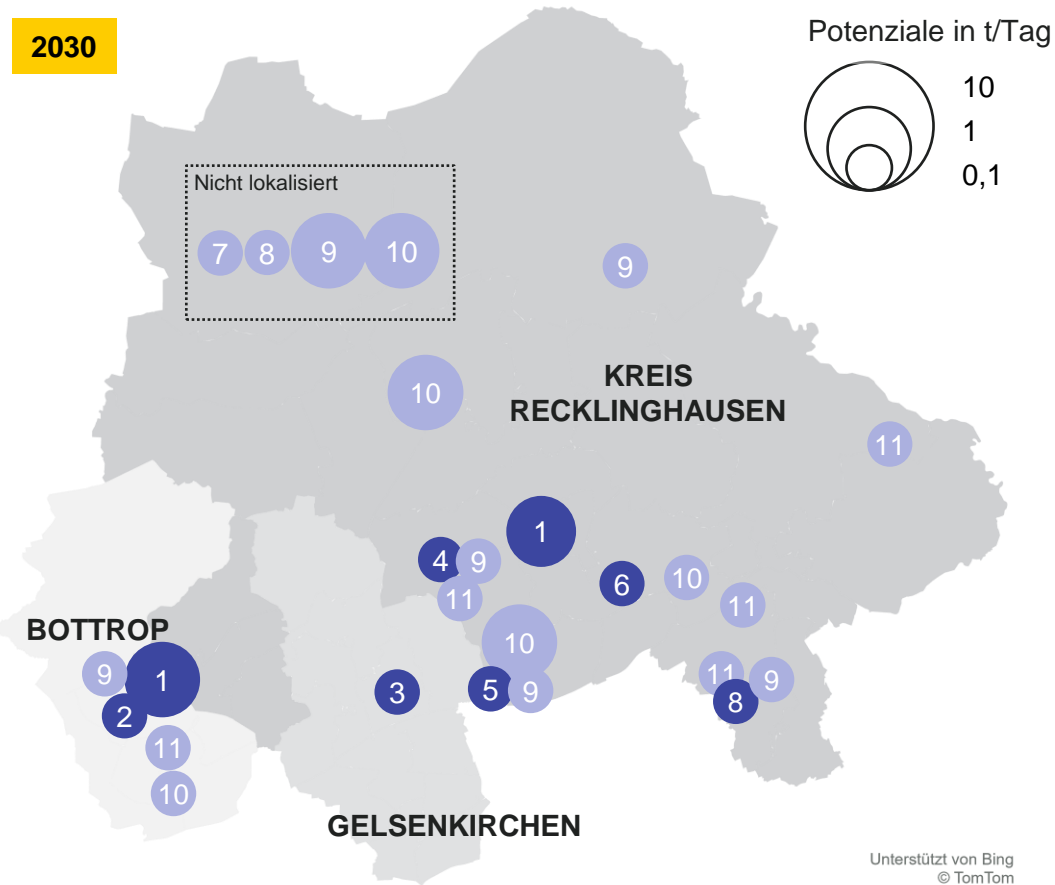 2030
Potenziale in t/Tag
10
1
0,1
Nicht lokalisiert
7 8 9 10
9
10
KREIS
RECKLINGHAUSEN
11
1
4 9
6
10
11
11
10
BOTTROP
9 1
11 9
3
5 9
8
2
11
10
GELSENKIRCHEN
Unterstützt von Bing
© TomTom